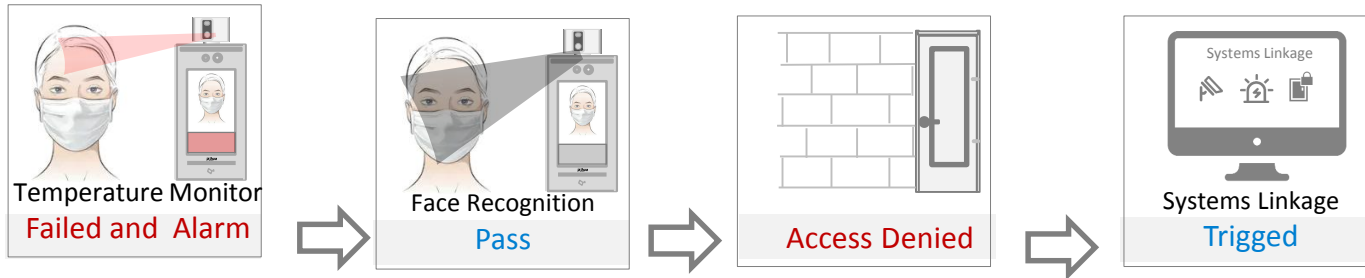 Temperature Monitor
Failed and Alarm
Face Recognition
Pass
Access Denied
Systems Linkage
Systems Linkage
Trigged